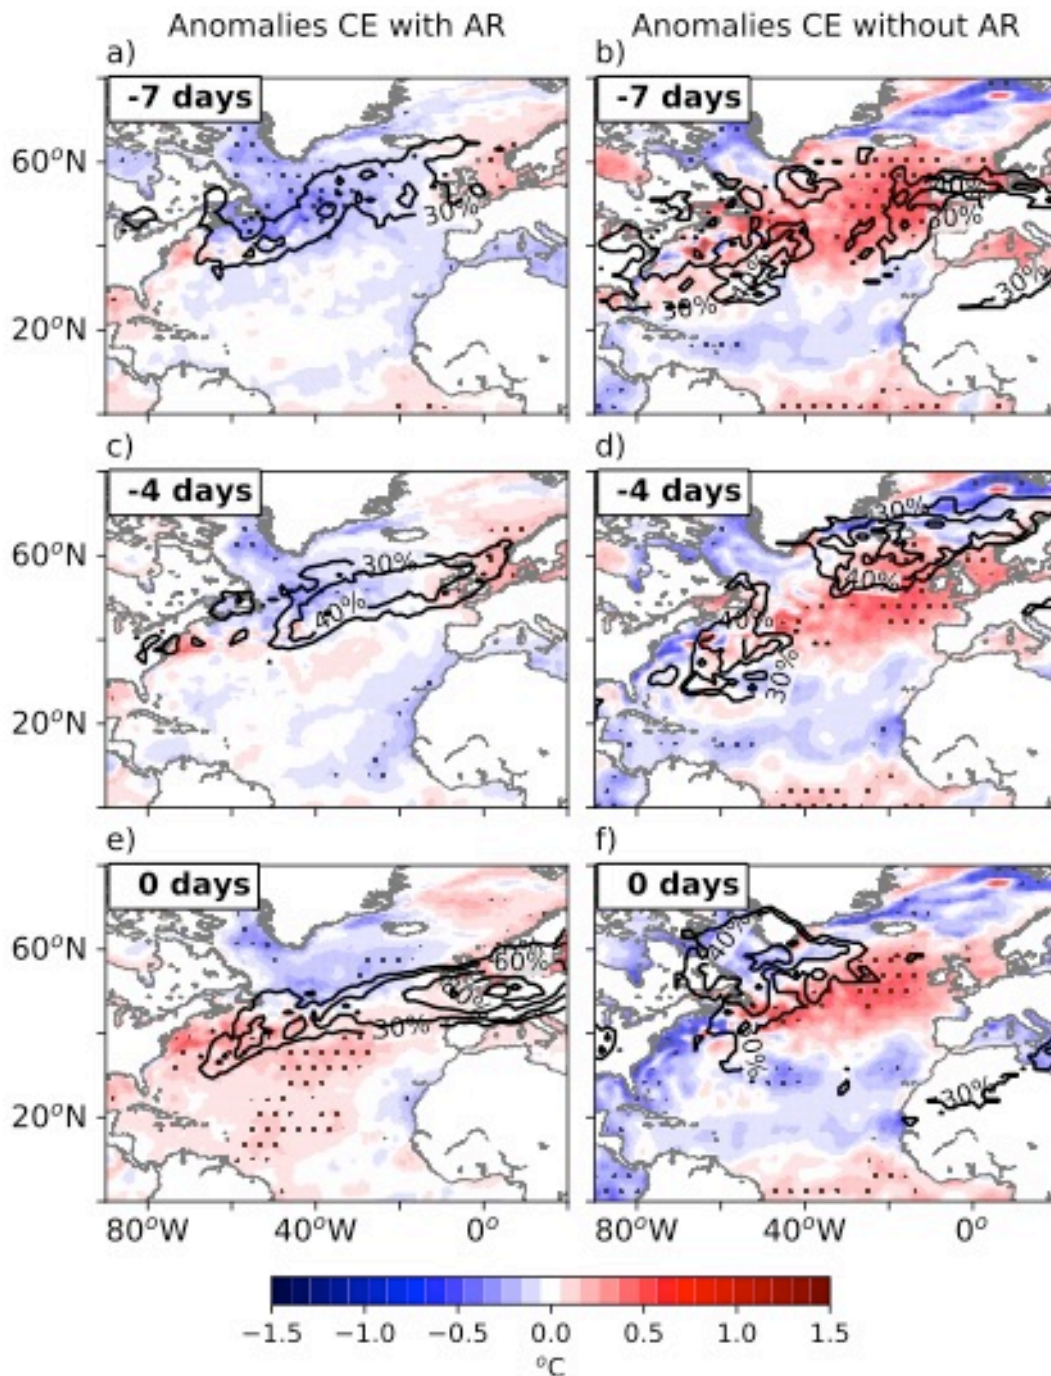 Anomalies CE with AR
Anomalies CE without AR
a)
b)
-7 days
-7 days
60°N
20°N
30%
40%
30%
4
%
30%
30%
c)
d)
-4 days
-4 days
60°N
20°N
30%
40%
30%
40%
40%
30%
e)
f)
0 days
0 days
60°N
20°N
60%
30%
40%
30%
80°W
40°W
0°
80°W
40°W
0°
−1.5
−1.0
−0.5
0.0
0.5
1.0
1.5
°C